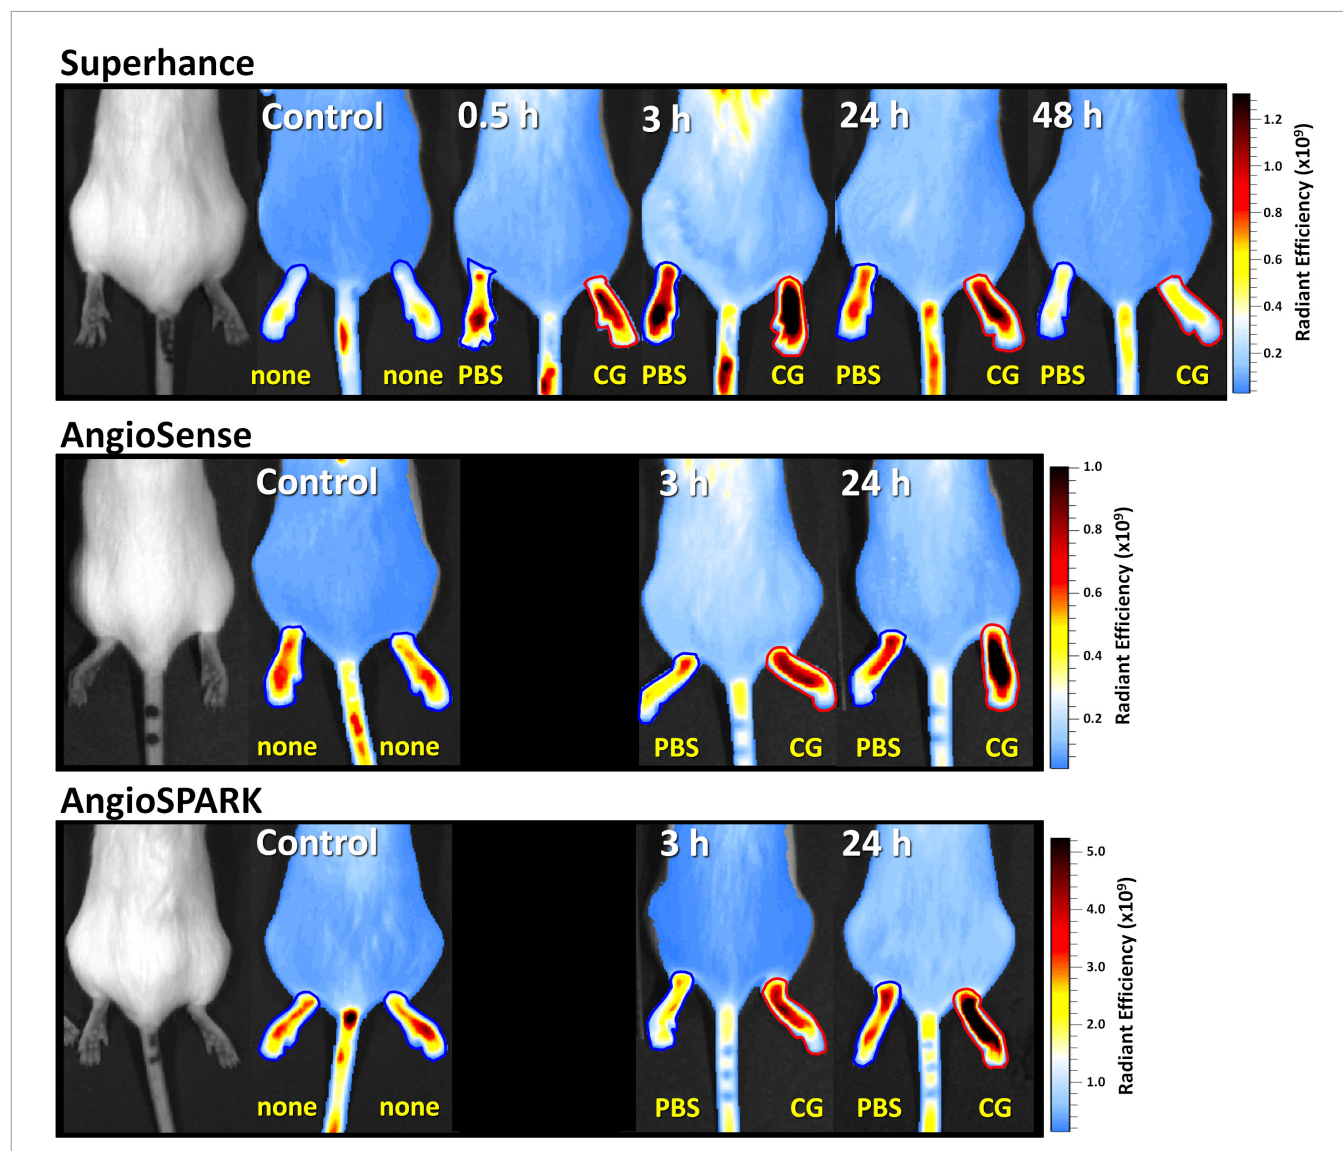 Superhance
Control 0.5 h 3 h 24 h 48 h
none none PBS CG PBS CG PBS CG PBS CG
1.2
1.0
0.8
0.6
0.4
0.2
Radiant Efficiency (x10⁹)
AngioSense
Control 3 h 24 h
none none PBS CG PBS CG
1.0
0.8
0.6
0.4
0.2
Radiant Efficiency (x10⁹)
AngioSPARK
Control 3 h 24 h
none none PBS CG PBS CG
5.0
4.0
3.0
2.0
1.0
Radiant Efficiency (x10⁹)